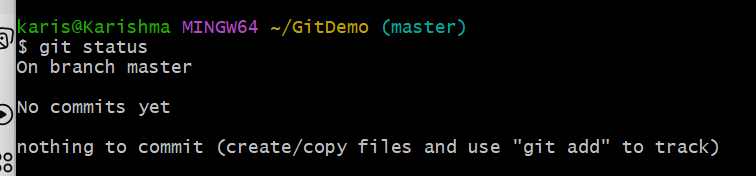 karis@Karishma MINGW64 ~/GitDemo (master)
$ git status
On branch master
No commits yet
nothing to commit (create/copy files and use "git add" to track)